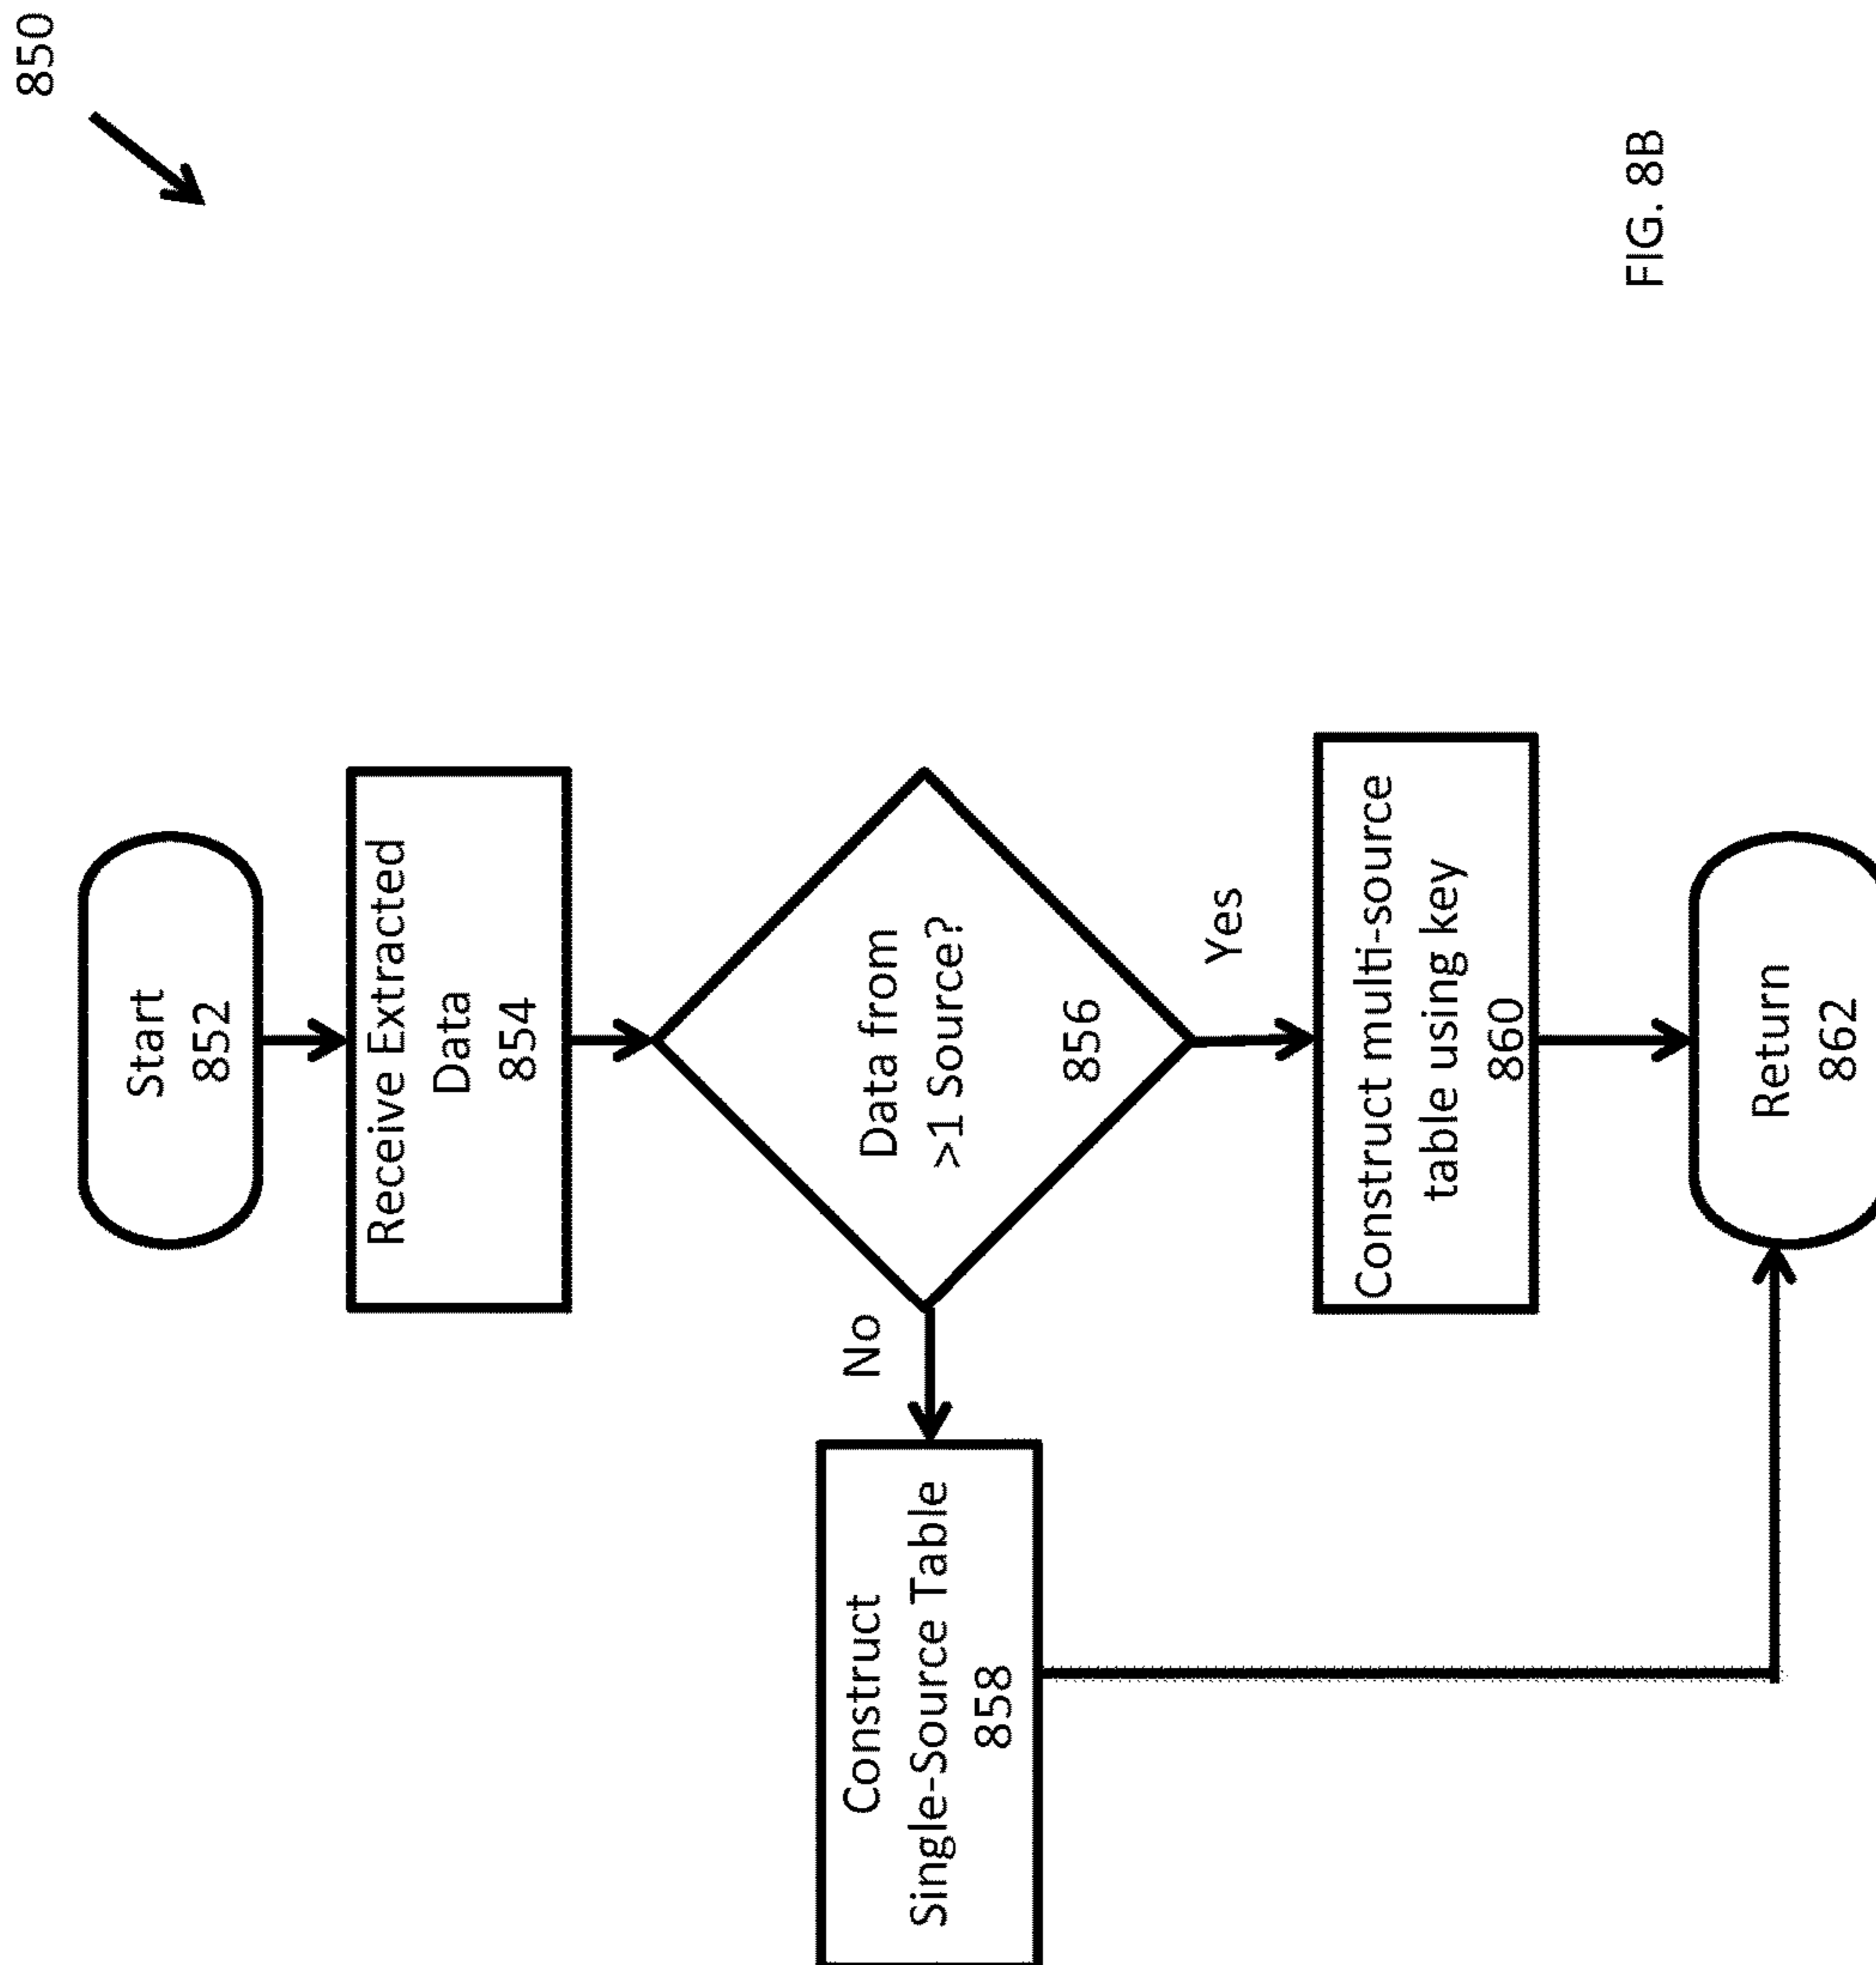 850
Start
852
Receive Extracted
Data
854
Data from
>1 Source?
856
No
Yes
Construct
Single-Source Table
858
Construct multi-source
table using key
860
Return
862
FIG. 8B